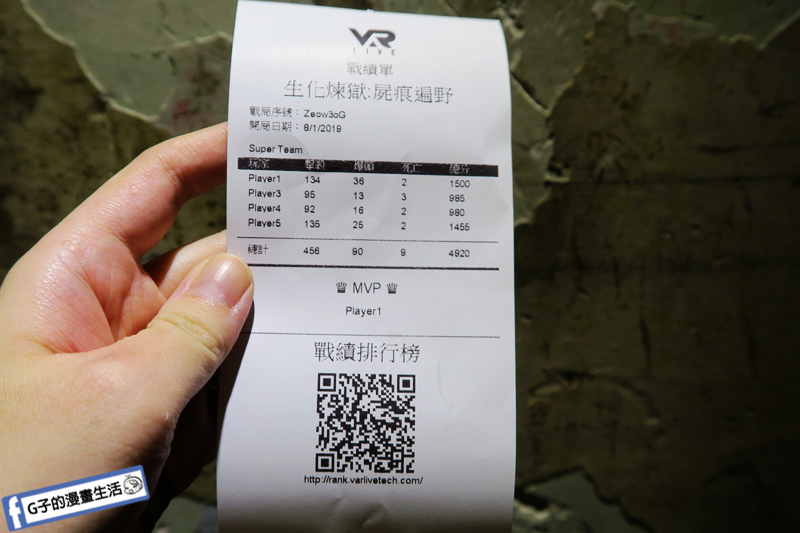 VAR
LIVE
戰績單
生化煉獄:屍痕遍野
戰局序號：Zeow3oG
開局日期：8/1/2019
Super Team
玩家 擊殺 爆頭 死亡 總分
Player1 134 36 2 1500
Player3 95 13 3 985
Player4 92 16 2 980
Player5 135 25 2 1455
總計 456 90 9 4920
♛ MVP ♛
Player1
戰績排行榜
http://rank.varlivetech.com/
f G子的漫畫生活